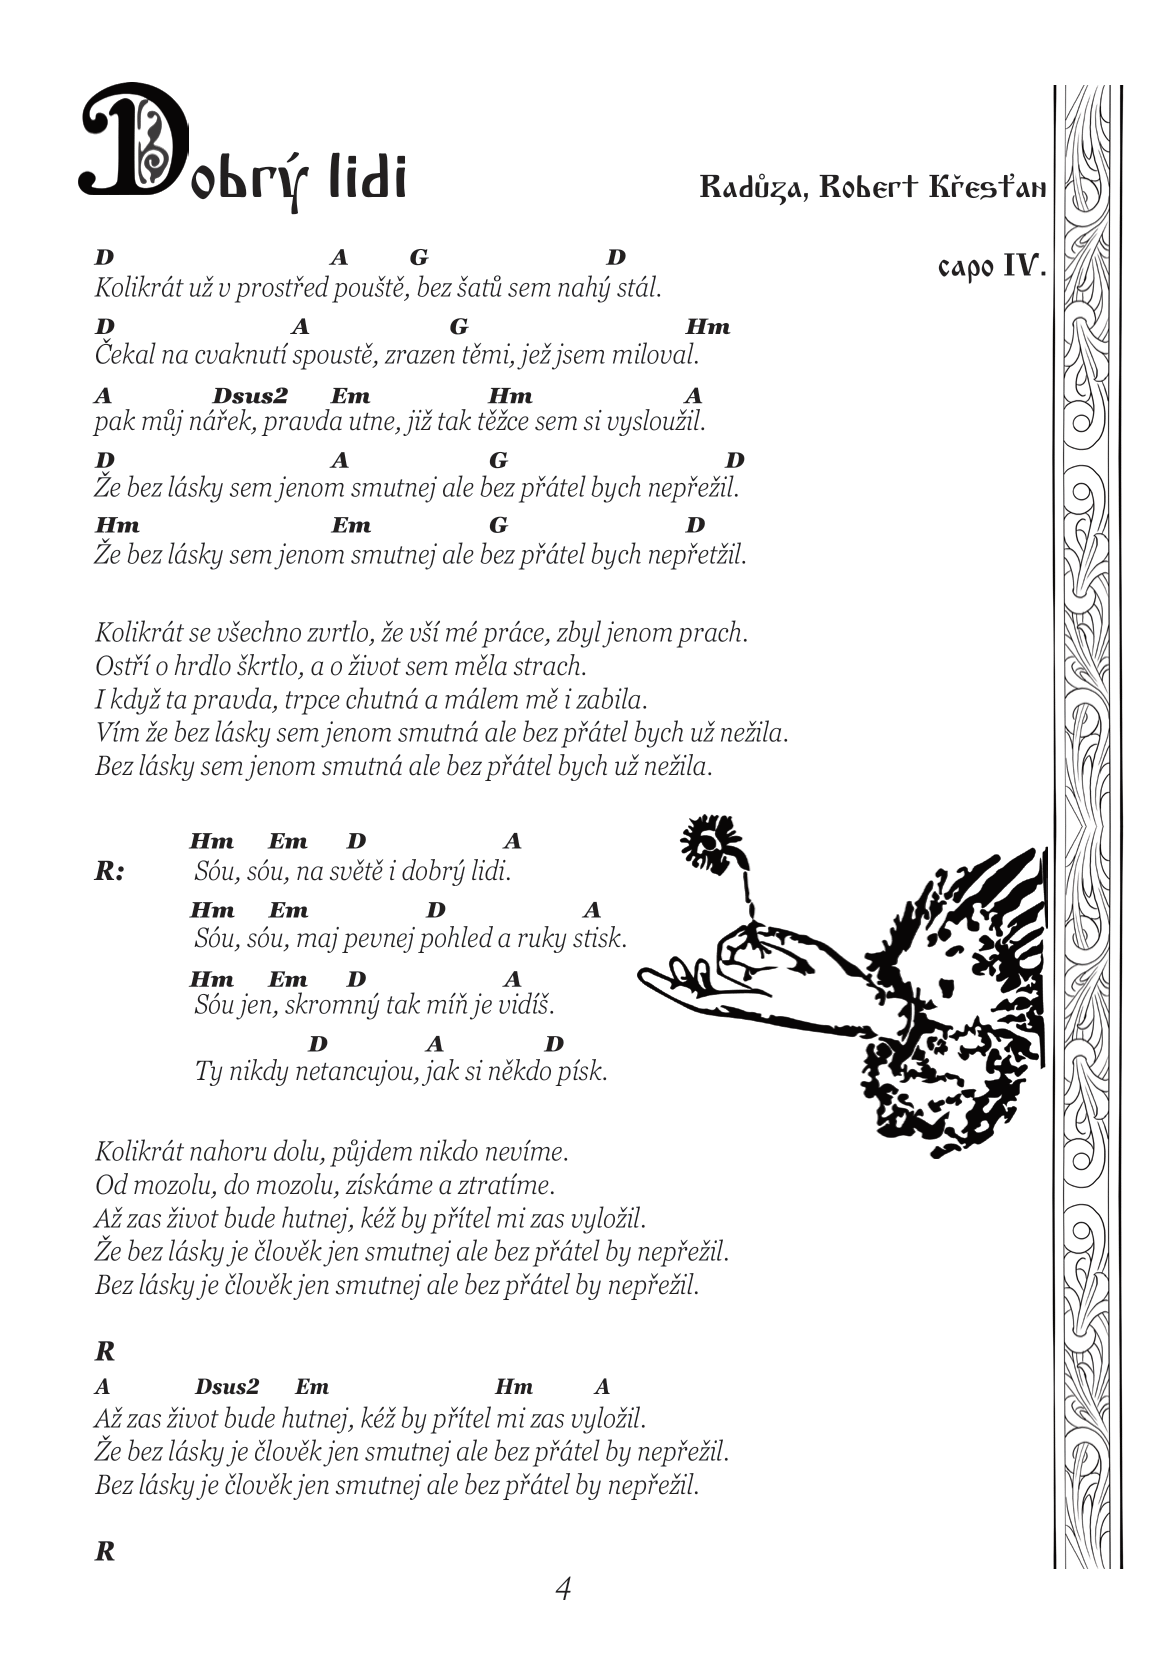 Dobrý lidi
Radůza, Robert Křesťan
capo IV.
D A G D
Kolikrát už v prostřed pouště, bez šatů sem nahý stál.
D A G Hm
Čekal na cvaknutí spoustě, zrazen těmi, jež jsem miloval.
A Dsus2 Em Hm A
pak můj nářek, pravda utne, již tak těžce sem si vysloužil.
D A G D
Že bez lásky sem jenom smutnej ale bez přátel bych nepřežil.
Hm Em G D
Že bez lásky sem jenom smutnej ale bez přátel bych nepřetžil.
Kolikrát se všechno zvrtlo, že vší mé práce, zbyl jenom prach.
Ostří o hrdlo škrtlo, a o život sem měla strach.
I když ta pravda, trpce chutná a málem mě i zabila.
Vím že bez lásky sem jenom smutná ale bez přátel bych už nežila.
Bez lásky sem jenom smutná ale bez přátel bych už nežila.
Hm Em D A
R: Sóu, sóu, na světě i dobrý lidi.
Hm Em D A
Sóu, sóu, maj pevnej pohled a ruky stisk.
Hm Em D A
Sóu jen, skromný tak míň je vidíš.
D A D
Ty nikdy netancujou, jak si někdo písk.
Kolikrát nahoru dolu, půjdem nikdo nevíme.
Od mozolu, do mozolu, získáme a ztratíme.
Až zas život bude hutnej, kéž by přítel mi zas vyložil.
Že bez lásky je člověk jen smutnej ale bez přátel by nepřežil.
Bez lásky je člověk jen smutnej ale bez přátel by nepřežil.
R
A Dsus2 Em Hm A
Až zas život bude hutnej, kéž by přítel mi zas vyložil.
Že bez lásky je člověk jen smutnej ale bez přátel by nepřežil.
Bez lásky je člověk jen smutnej ale bez přátel by nepřežil.
R
4